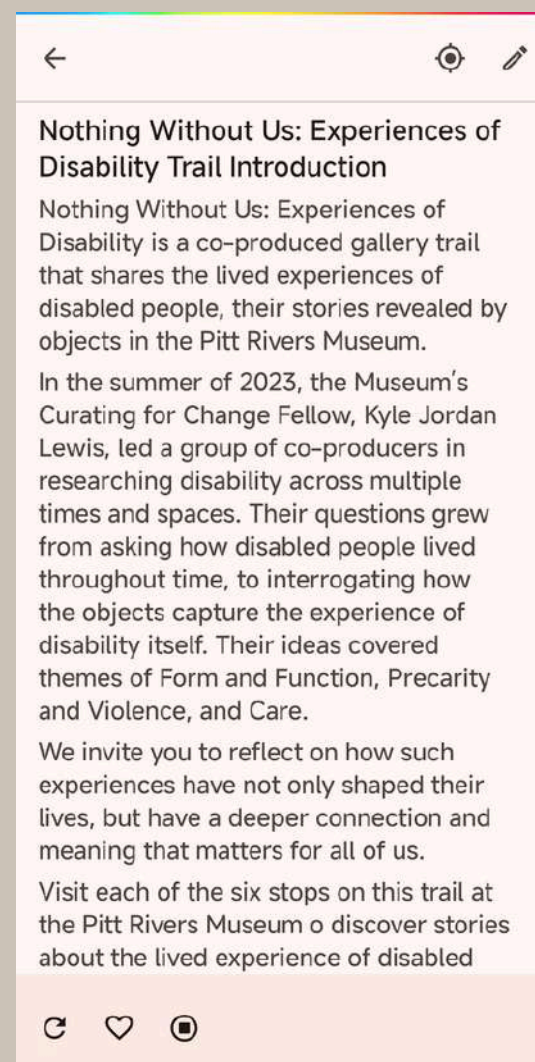 Nothing Without Us: Experiences of
Disability Trail Introduction
Nothing Without Us: Experiences of
Disability is a co-produced gallery trail
that shares the lived experiences of
disabled people, their stories revealed by
objects in the Pitt Rivers Museum.
In the summer of 2023, the Museum's
Curating for Change Fellow, Kyle Jordan
Lewis, led a group of co-producers in
researching disability across multiple
times and spaces. Their questions grew
from asking how disabled people lived
throughout time, to interrogating how
the objects capture the experience of
disability itself. Their ideas covered
themes of Form and Function, Precarity
and Violence, and Care.
We invite you to reflect on how such
experiences have not only shaped their
lives, but have a deeper connection and
meaning that matters for all of us.
Visit each of the six stops on this trail at
the Pitt Rivers Museum o discover stories
about the lived experience of disabled